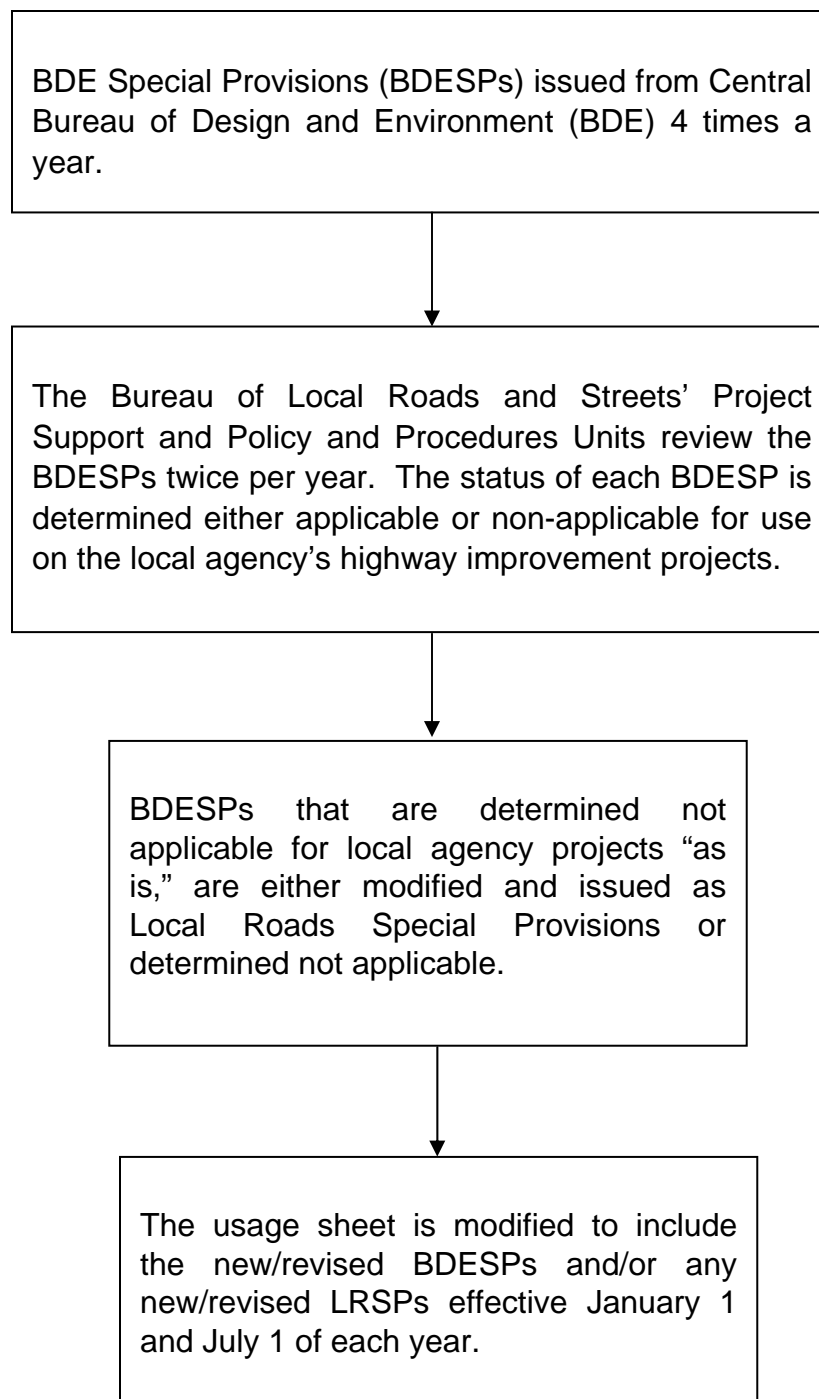 BDE Special Provisions (BDESPs) issued from Central
Bureau of Design and Environment (BDE) 4 times a
year.
The Bureau of Local Roads and Streets’ Project
Support and Policy and Procedures Units review the
BDESPs twice per year.  The status of each BDESP is
determined either applicable or non-applicable for use
on the local agency’s highway improvement projects.
BDESPs that are determined not
applicable for local agency projects “as
is,” are either modified and issued as
Local Roads Special Provisions or
determined not applicable.
The usage sheet is modified to include
the new/revised BDESPs and/or any
new/revised LRSPs effective January 1
and July 1 of each year.